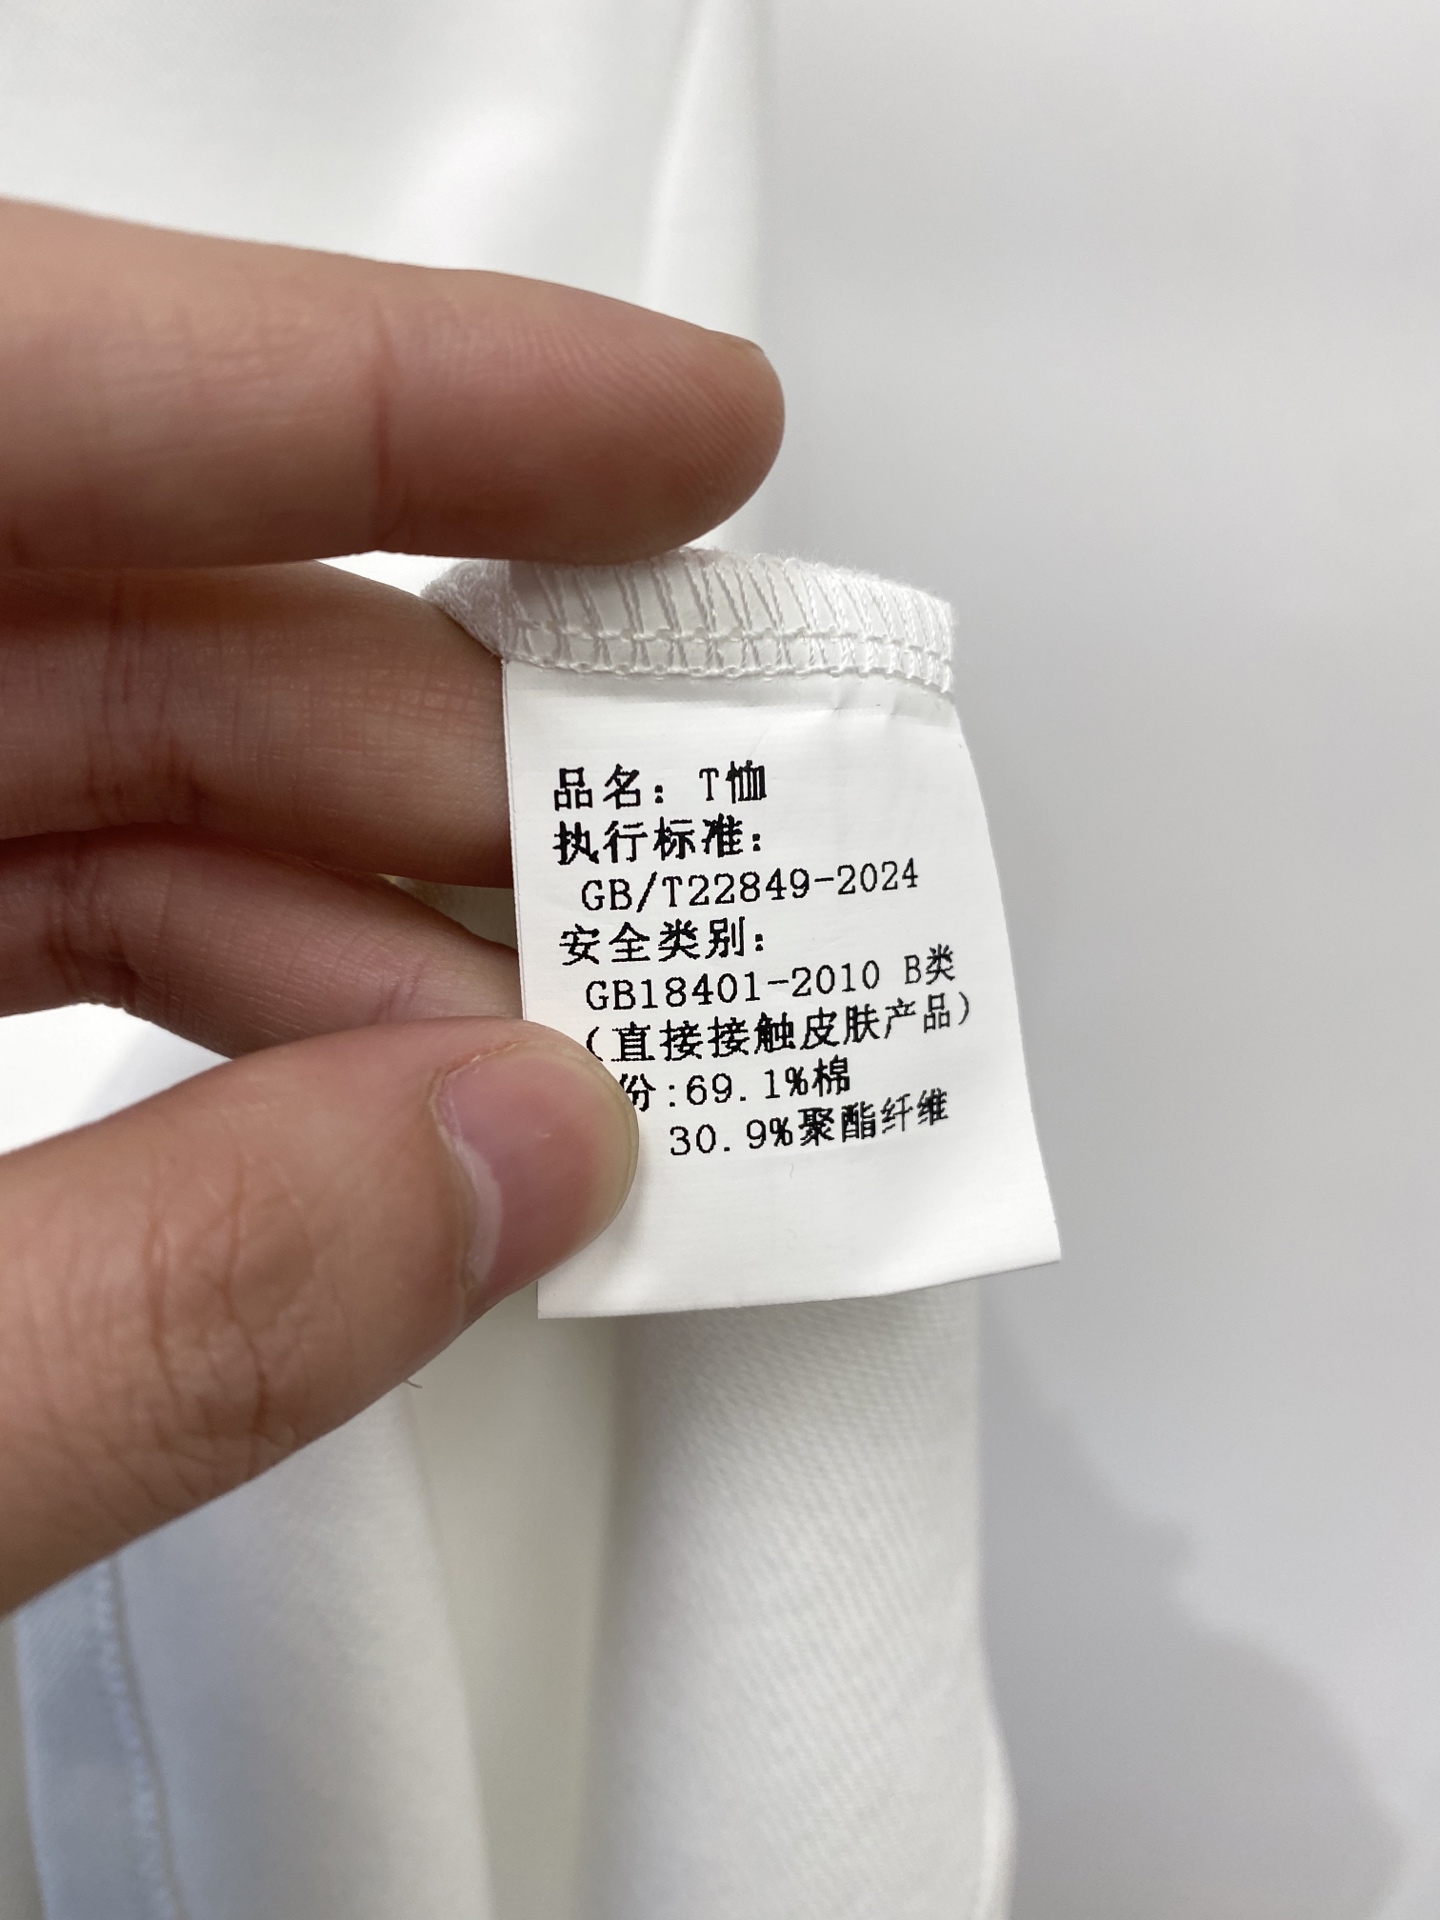 品名：T恤
执行标准：
GB/T22849-2024
安全类别：
GB18401-2010 B类
(直接接触皮肤产品)
份:69.1%棉
30.9%聚酯纤维